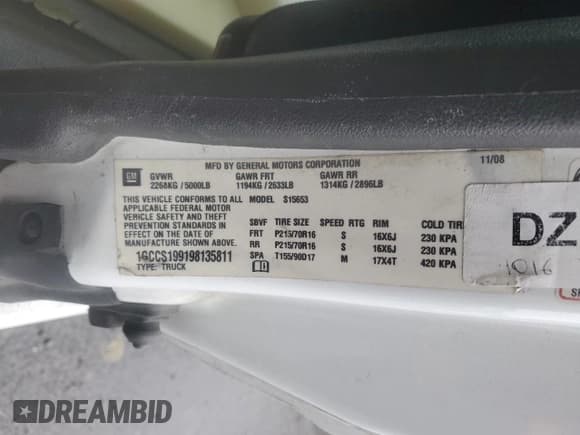 MFD BY GENERAL MOTORS CORPORATION 11/08
GM GVWR GAWR FRT GAWR RR
2268KG / 5000LB 1194KG / 2633LB 1314KG / 2896LB
THIS VEHICLE CONFORMS TO ALL
APPLICABLE FEDERAL MOTOR
VEHICLE SAFETY AND THEFT
PREVENTION STANDARDS IN
EFFECT ON THE DATE OF
MANUFACTURE SHOWN ABOVE.
1GCCS199198135811
TYPE: TRUCK
MODEL S15653
SBVF TIRE SIZE SPEED RTG RIM COLD TIR
FRT P215/70R16 S 16X6J 230 KPA
RR P215/70R16 S 16X6J 230 KPA
SPA T155/90D17 M 17X4T 420 KPA
DZ
1016
DREAMBID